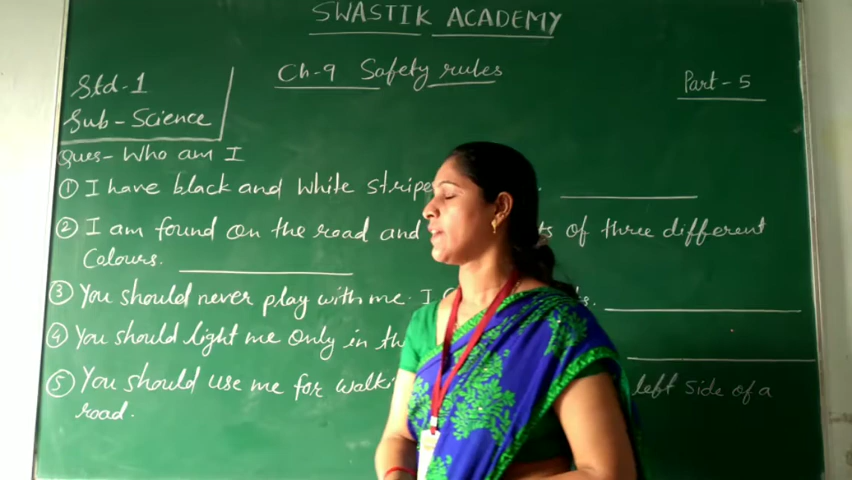 SWASTIK ACADEMY
Std-1
Sub-Science
Ch-9 Safety rules
Part-5
Ques- Who am I
① I have black and white stripe
② I am found on the road and of three different
Colours.
③ You should never play with me. I
④ You should light me only in th
⑤ You should use me for left side of a
road.